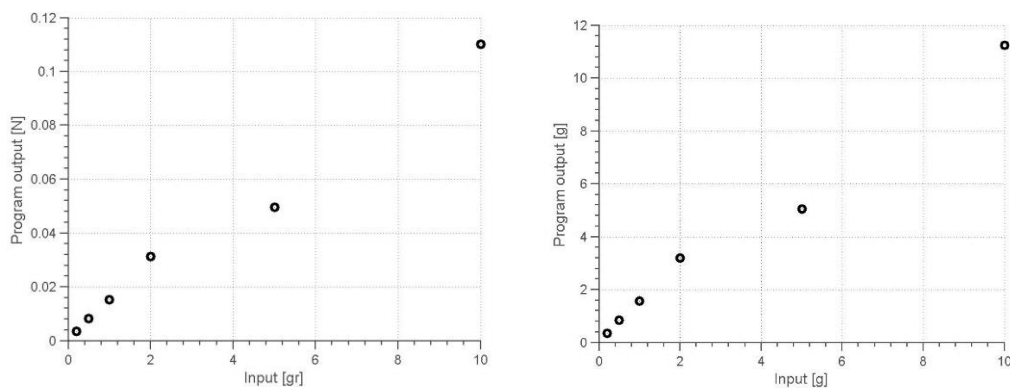 0.12
0.1
0.08
0.06
0.04
0.02
0
Program output [N]
0 2 4 6 8 10
Input [gr]
12
10
8
6
4
2
0
Program output [g]
0 2 4 6 8 10
Input [g]